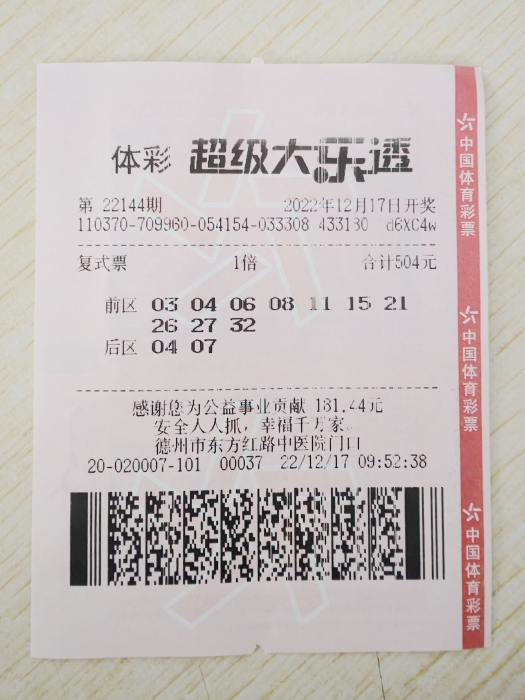 体彩 超级大乐透
第 22144期 2022年12月17日开奖
110370-709960-054154-033308 433180 d6XC4w
复式票 1倍 合计504元
前区 03 04 06 08 11 15 21
26 27 32
后区 04 07
感谢您为公益事业贡献 181.44元
安全人人抓，幸福千万家。
德州市东方红路中医院门口
20-020007-101 00037 22/12/17 09:52:38
中国体育彩票
中国体育彩票
中国体育彩票